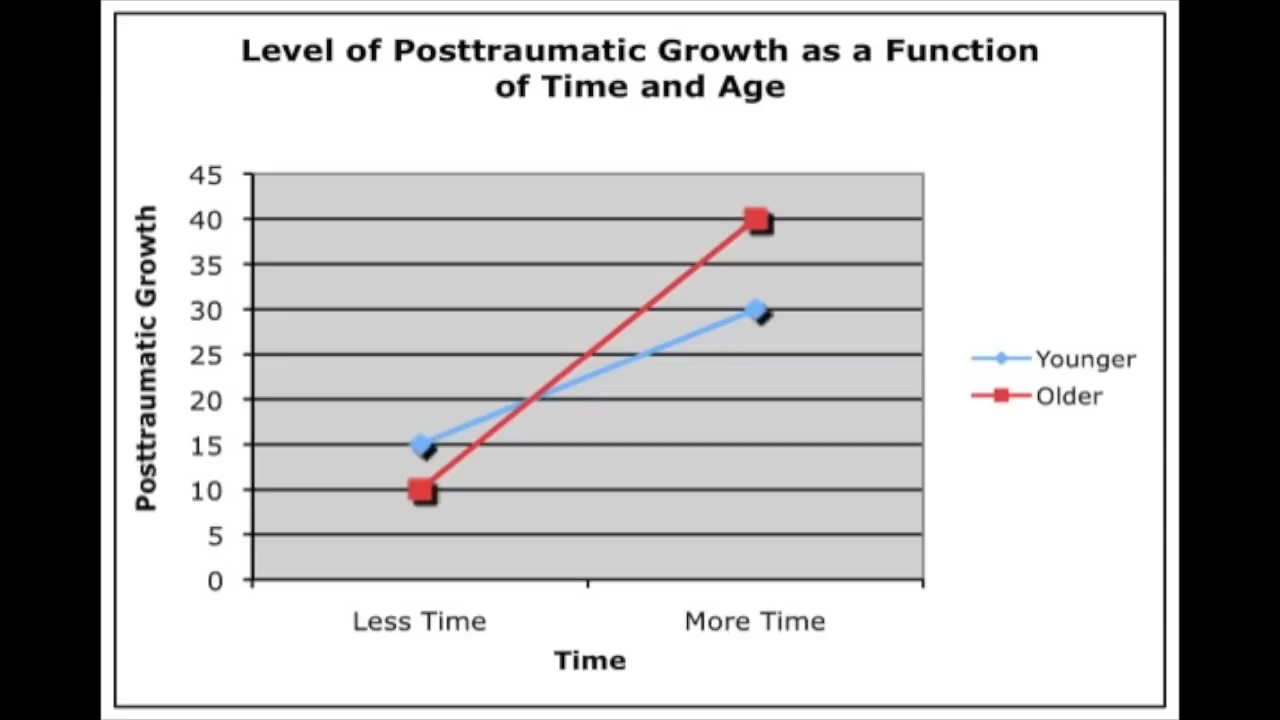 Level of Posttraumatic Growth as a Function
of Time and Age
Posttraumatic Growth
45
40
35
30
25
20
15
10
5
0
Less Time
More Time
Time
Younger
Older